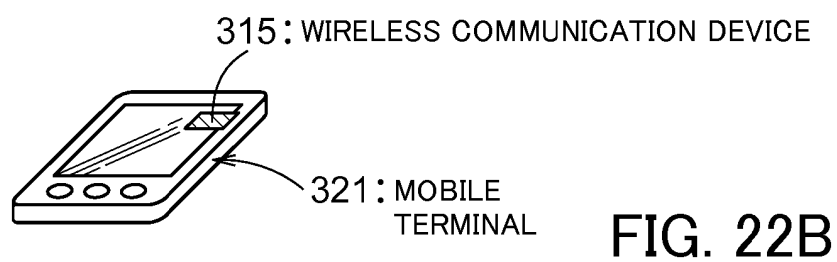 315: WIRELESS COMMUNICATION DEVICE
321: MOBILE
TERMINAL
FIG. 22B